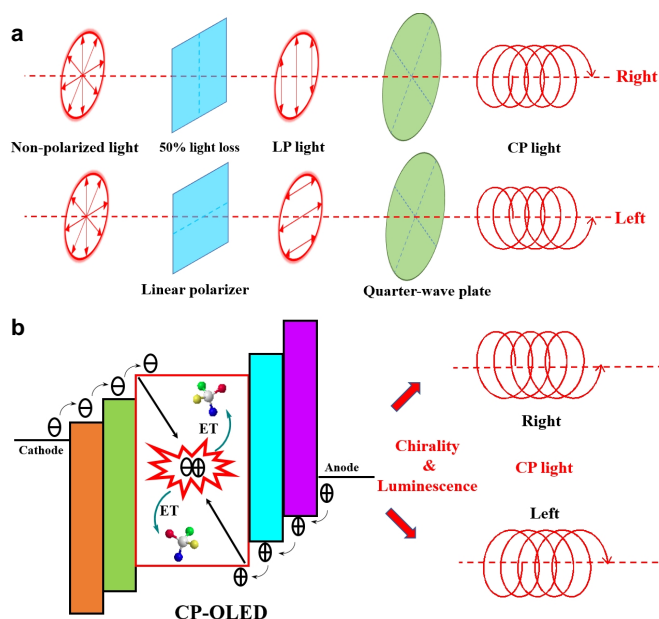 a
Right
Non-polarized light
50% light loss
LP light
CP light
Left
Linear polarizer
Quarter-wave plate
b
Cathode
ET
ET
Anode
CP-OLED
Chirality
&
Luminescence
Right
CP light
Left